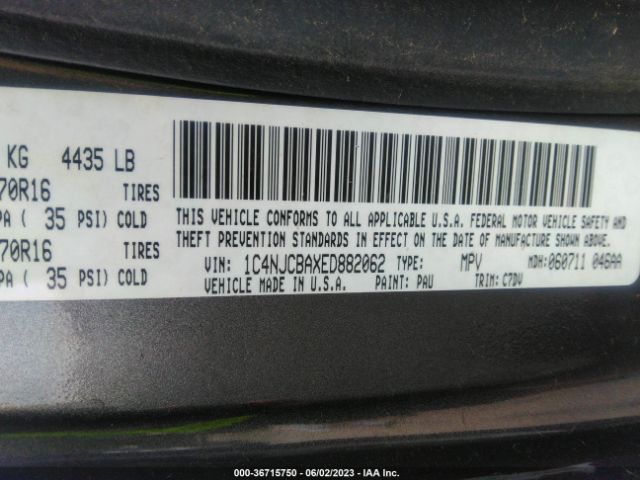 KG 4435 LB
70R16 TIRES
PA ( 35 PSI) COLD
70R16 TIRES
PA ( 35 PSI) COLD
THIS VEHICLE CONFORMS TO ALL APPLICABLE U.S.A. FEDERAL MOTOR VEHICLE SAFETY AND
THEFT PREVENTION STANDARDS IN EFFECT ON THE DATE OF MANUFACTURE SHOWN ABOVE.
VIN: 1C4NJCBAXED882062 TYPE: MPV MDH:060711 046AA
VEHICLE MADE IN U.S.A. PAINT: PAU TRIM: C7DV
000-36715750 - 06/02/2023 - IAA Inc.